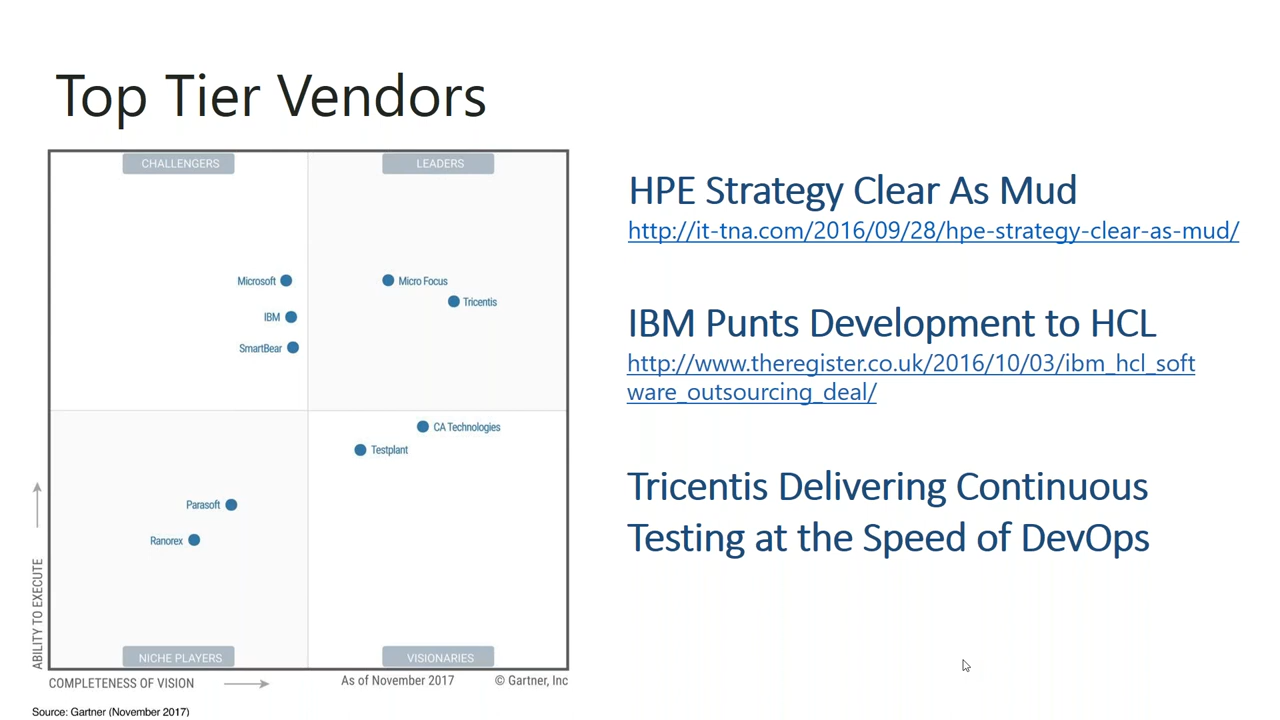 Top Tier Vendors
CHALLENGERS
LEADERS
Microsoft
IBM
SmartBear
Micro Focus
Tricentis
CA Technologies
Testplant
Parasoft
Ranorex
NICHE PLAYERS
VISIONARIES
ABILITY TO EXECUTE
COMPLETENESS OF VISION
As of November 2017
© Gartner, Inc
Source: Gartner (November 2017)
HPE Strategy Clear As Mud
http://it-tna.com/2016/09/28/hpe-strategy-clear-as-mud/
IBM Punts Development to HCL
http://www.theregister.co.uk/2016/10/03/ibm_hcl_soft
ware_outsourcing_deal/
Tricentis Delivering Continuous
Testing at the Speed of DevOps